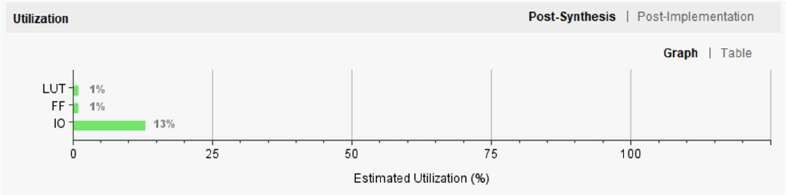 Utilization Post-Synthesis | Post-Implementation
Graph | Table
LUT 1%
FF 1%
IO 13%
0 25 50 75 100
Estimated Utilization (%)